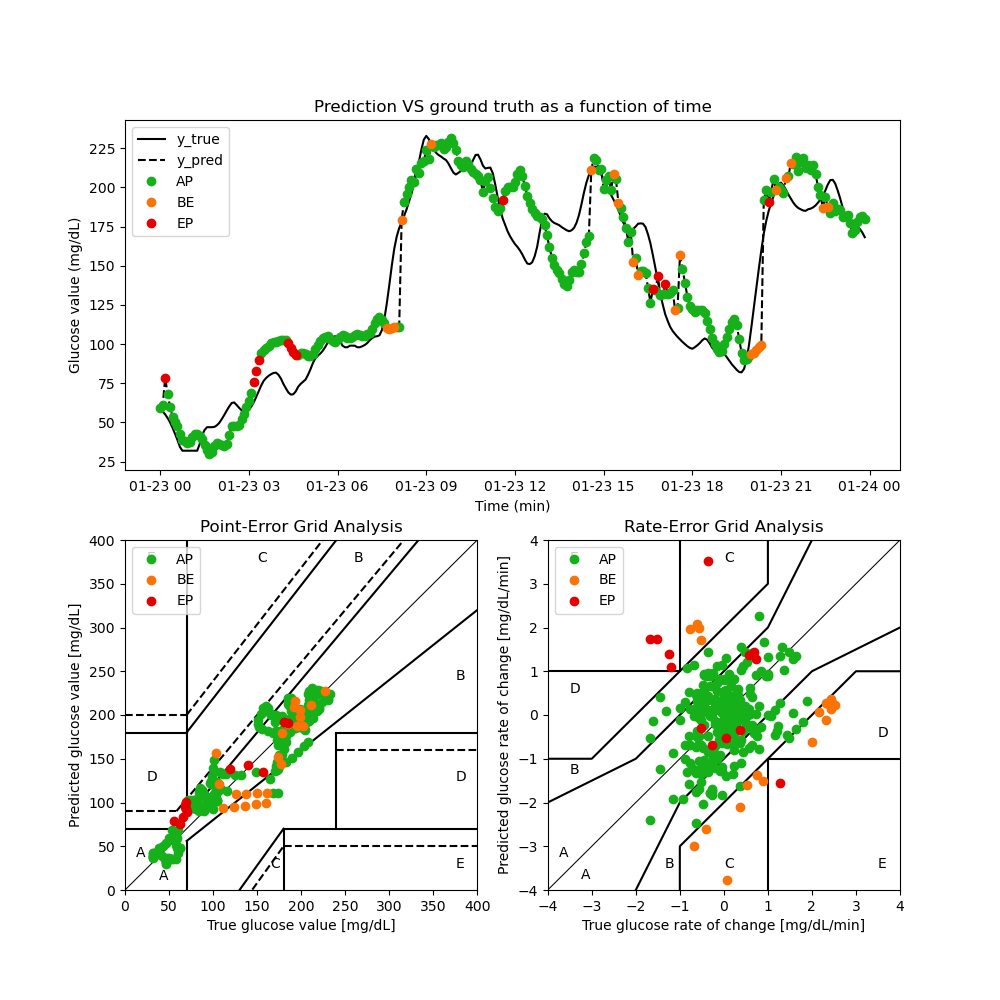 Prediction VS ground truth as a function of time
Glucose value (mg/dL)
225
200
175
150
125
100
75
50
25
y_true
y_pred
AP
BE
EP
01-23 00 01-23 03 01-23 06 01-23 09 01-23 12 01-23 15 01-23 18 01-23 21 01-24 00
Time (min)
Point-Error Grid Analysis
Predicted glucose value [mg/dL]
400
350
300
250
200
150
100
50
0
AP
BE
EP
C
B
B
D
D
A
A
C
E
0 50 100 150 200 250 300 350 400
True glucose value [mg/dL]
Rate-Error Grid Analysis
Predicted glucose rate of change [mg/dL/min]
4
3
2
1
0
−1
−2
−3
−4
AP
BE
EP
C
D
D
B
A
A
B
C
E
−4 −3 −2 −1 0 1 2 3 4
True glucose rate of change [mg/dL/min]